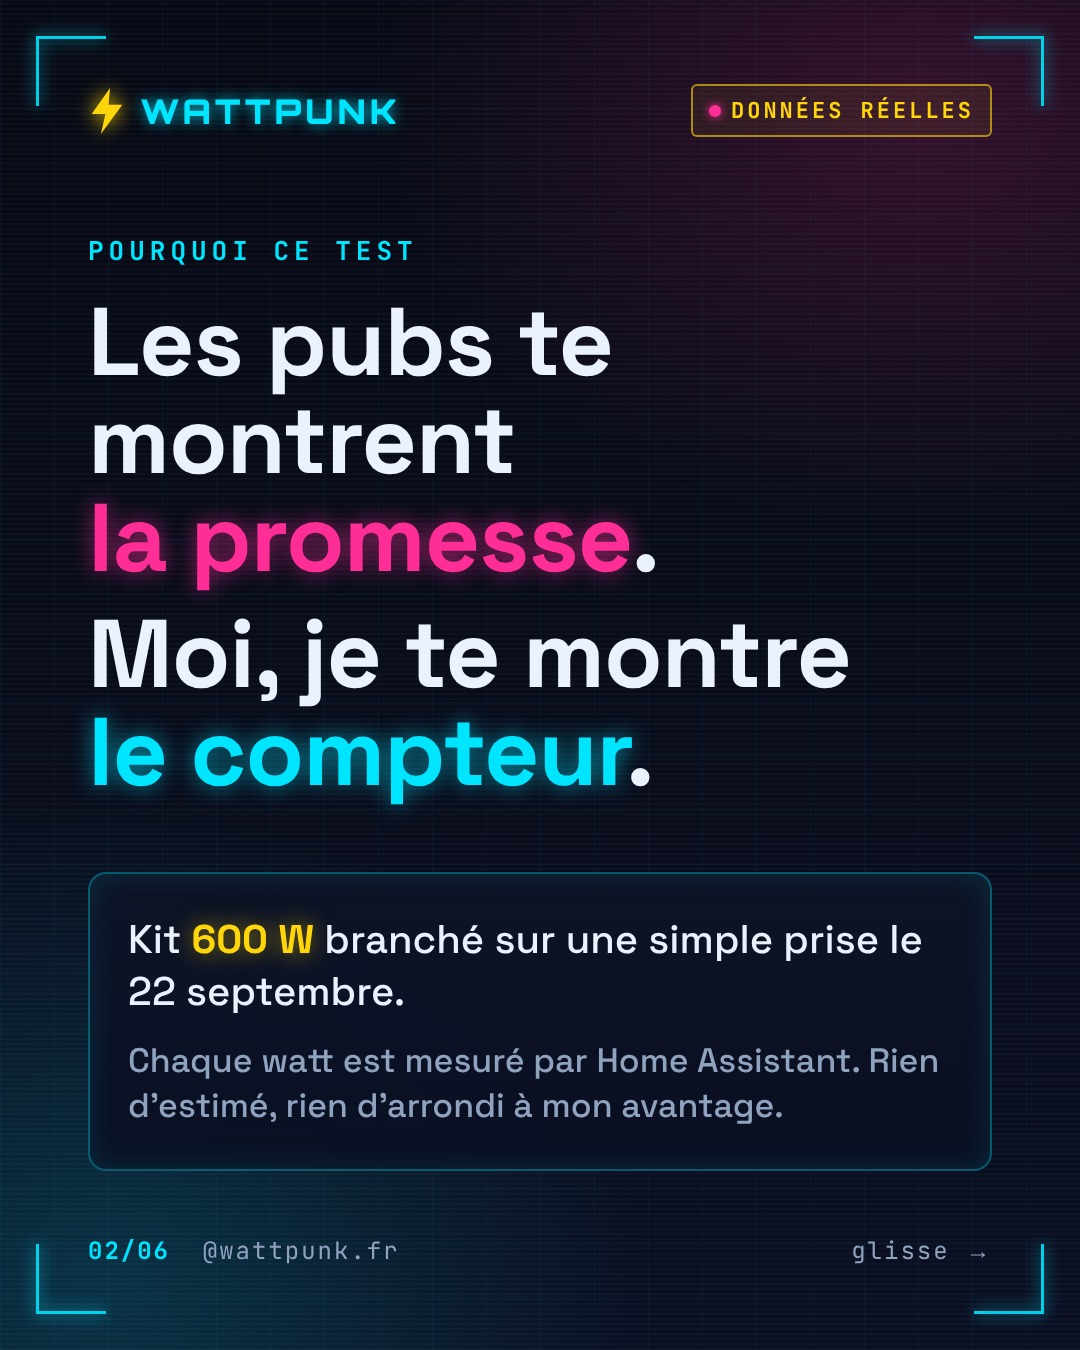 WATTPUNK
DONNÉES RÉELLES
POURQUOI CE TEST
Les pubs te
montrent
la promesse.
Moi, je te montre
le compteur.
Kit 600 W branché sur une simple prise le
22 septembre.
Chaque watt est mesuré par Home Assistant. Rien
d’estimé, rien d’arrondi à mon avantage.
02/06 @wattpunk.fr
glisse →